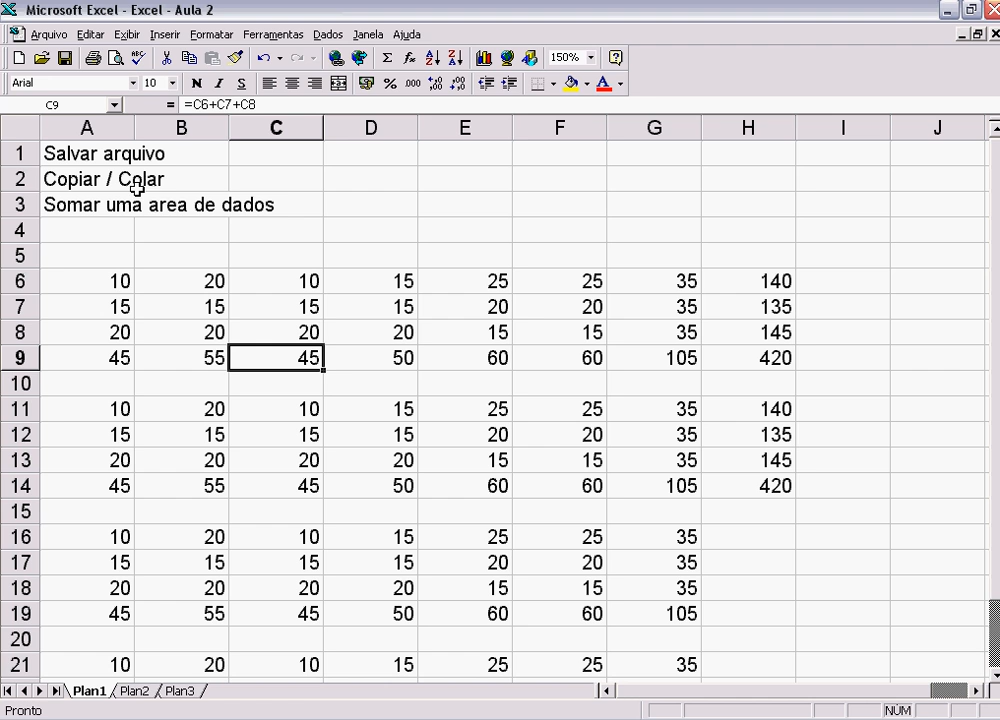 Microsoft Excel - Excel - Aula 2
Arquivo Editar Exibir Inserir Formatar Ferramentas Dados Janela Ajuda
150%
Arial 10 N I S % 000
C9 = =C6+C7+C8
A B C D E F G H I J
1 Salvar arquivo
2 Copiar / Colar
3 Somar uma area de dados
4
5
6 10 20 10 15 25 25 35 140
7 15 15 15 15 20 20 35 135
8 20 20 20 20 15 15 35 145
9 45 55 45 50 60 60 105 420
10
11 10 20 10 15 25 25 35 140
12 15 15 15 15 20 20 35 135
13 20 20 20 20 15 15 35 145
14 45 55 45 50 60 60 105 420
15
16 10 20 10 15 25 25 35
17 15 15 15 15 20 20 35
18 20 20 20 20 15 15 35
19 45 55 45 50 60 60 105
20
21 10 20 10 15 25 25 35
Plan1 Plan2 Plan3
Pronto NÚM